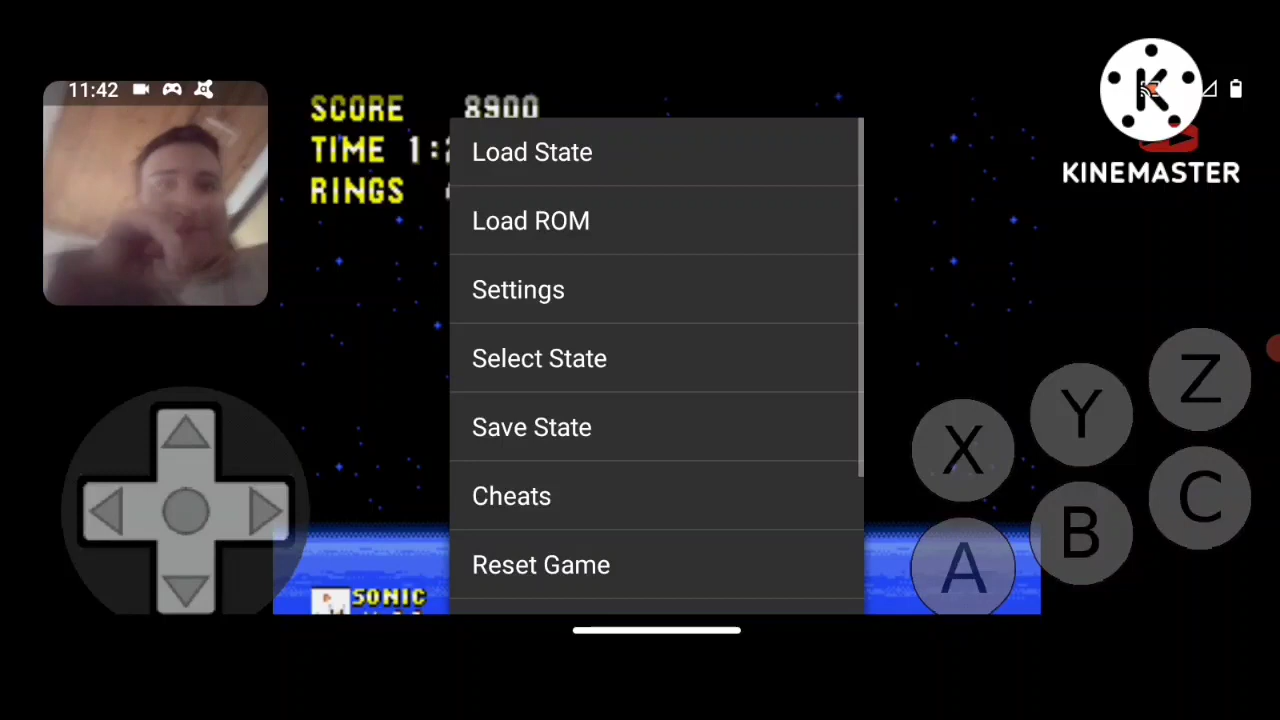 11:42
SCORE 8900
TIME 1:
RINGS
K
KINEMASTER
Load State
Load ROM
Settings
Select State
Save State
Cheats
Reset Game
X Y Z
A B C
SONIC